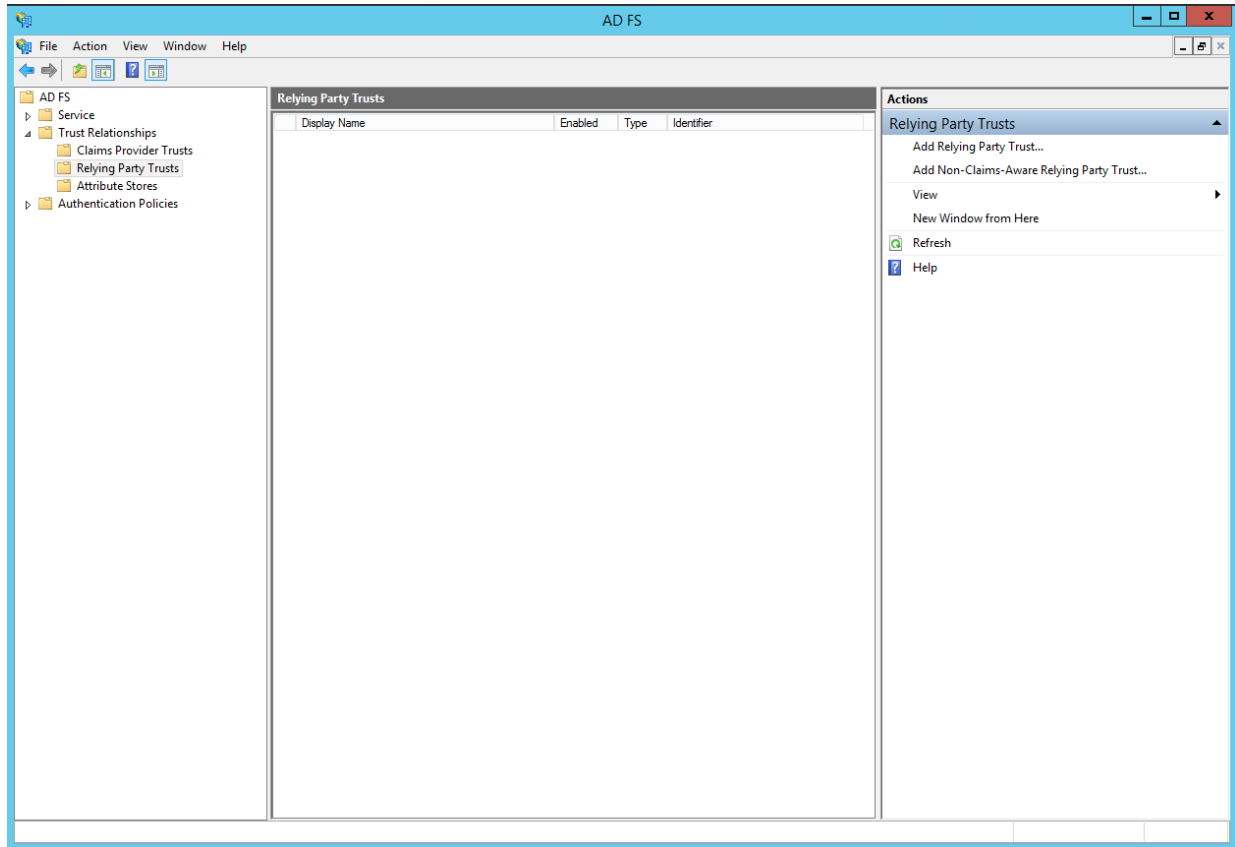 AD FS
File Action View Window Help
AD FS
Service
Trust Relationships
Claims Provider Trusts
Relying Party Trusts
Attribute Stores
Authentication Policies
Relying Party Trusts
Display Name Enabled Type Identifier
Actions
Relying Party Trusts
Add Relying Party Trust...
Add Non-Claims-Aware Relying Party Trust...
View
New Window from Here
Refresh
Help